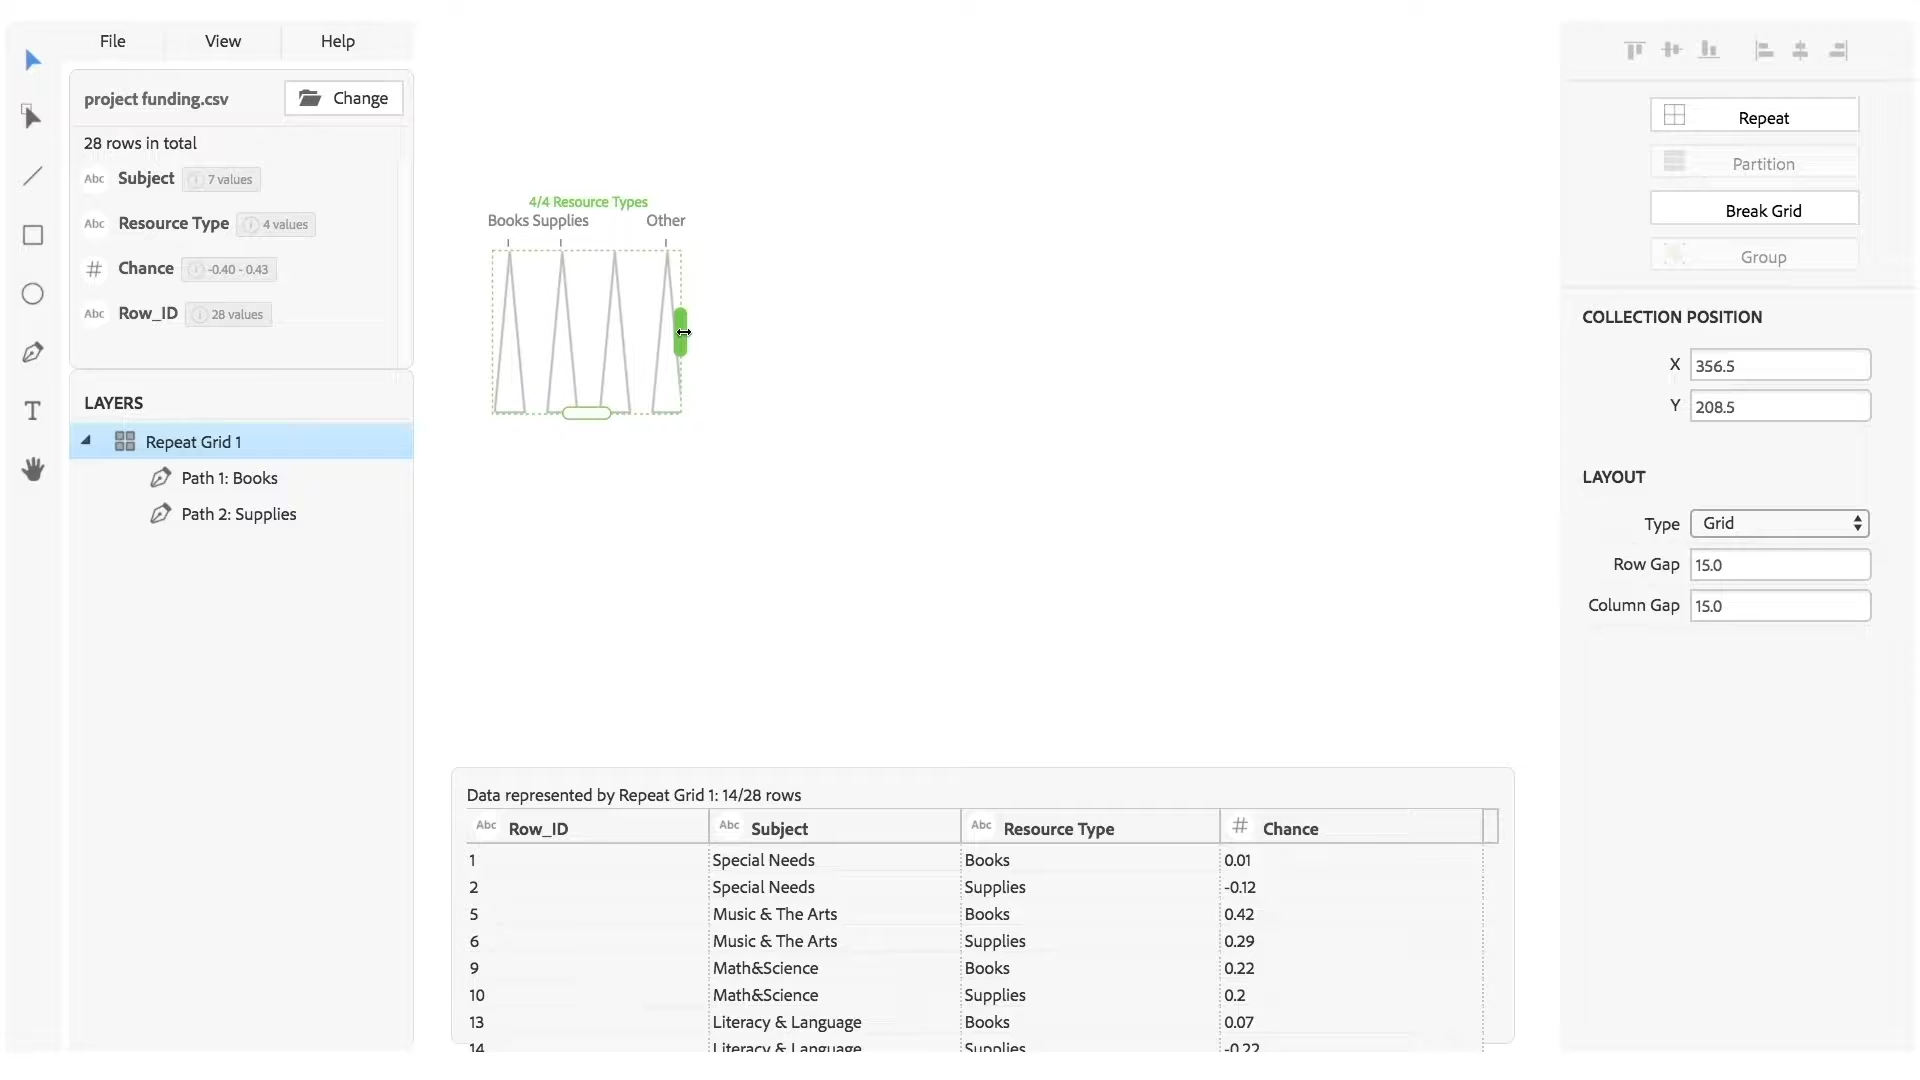 File View Help
project funding.csv Change
28 rows in total
Abc Subject 7 values
Abc Resource Type 4 values
# Chance -0.40 - 0.43
Abc Row_ID 28 values
LAYERS
Repeat Grid 1
Path 1: Books
Path 2: Supplies
T
4/4 Resource Types
Books Supplies Other
Data represented by Repeat Grid 1: 14/28 rows
Abc Row_ID Abc Subject Abc Resource Type # Chance
1 Special Needs Books 0.01
2 Special Needs Supplies -0.12
5 Music & The Arts Books 0.42
6 Music & The Arts Supplies 0.29
9 Math&Science Books 0.22
10 Math&Science Supplies 0.2
13 Literacy & Language Books 0.07
14 Literacy & Language Supplies -0.22
Repeat
Partition
Break Grid
Group
COLLECTION POSITION
X 356.5
Y 208.5
LAYOUT
Type Grid
Row Gap 15.0
Column Gap 15.0